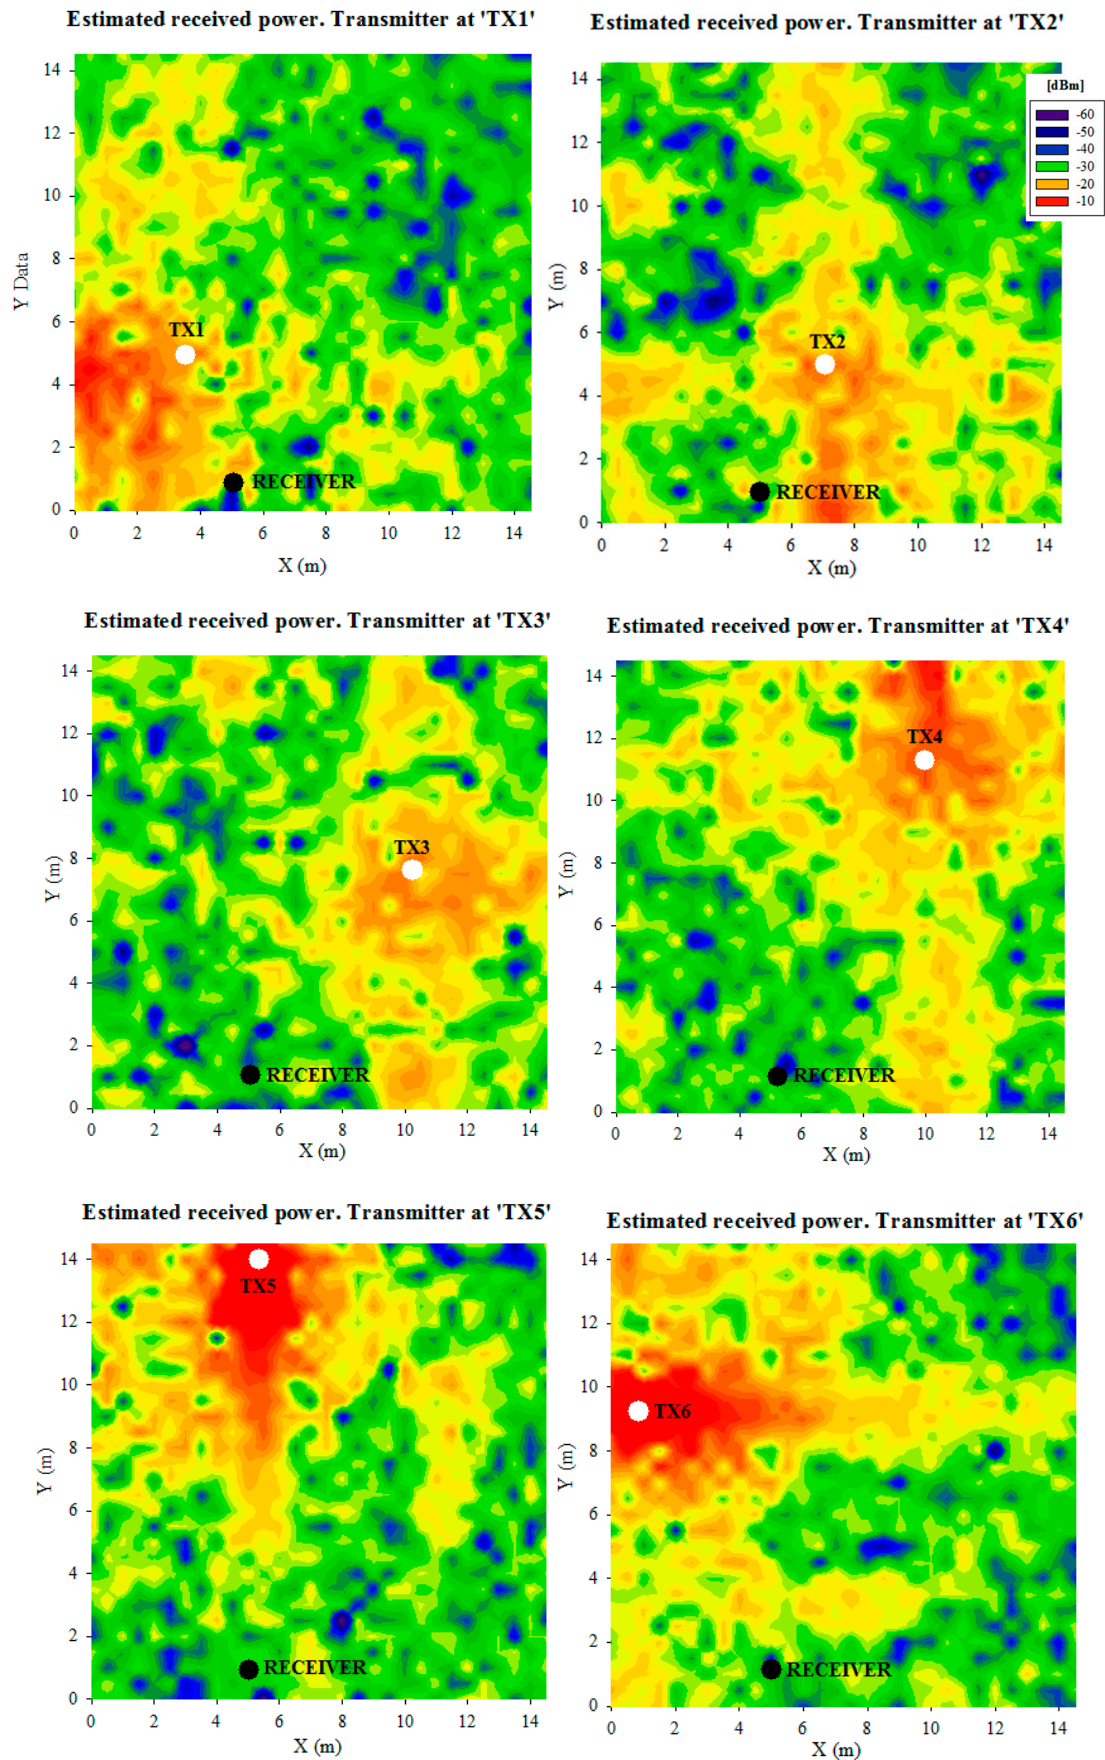 Estimated received power. Transmitter at 'TX1'
Estimated received power. Transmitter at 'TX2'
14
12
10
8
6
4
2
0
Y Data
TX1
RECEIVER
0 2 4 6 8 10 12 14
X (m)
14
12
10
8
6
4
2
0
Y (m)
[dBm]
-60
-50
-40
-30
-20
-10
TX2
RECEIVER
0 2 4 6 8 10 12 14
X (m)
Estimated received power. Transmitter at 'TX3'
Estimated received power. Transmitter at 'TX4'
14
12
10
8
6
4
2
0
Y (m)
TX3
RECEIVER
0 2 4 6 8 10 12 14
X (m)
14
12
10
8
6
4
2
0
Y (m)
TX4
RECEIVER
0 2 4 6 8 10 12 14
X (m)
Estimated received power. Transmitter at 'TX5'
Estimated received power. Transmitter at 'TX6'
14
12
10
8
6
4
2
0
Y (m)
TX5
RECEIVER
0 2 4 6 8 10 12 14
X (m)
14
12
10
8
6
4
2
0
Y (m)
TX6
RECEIVER
0 2 4 6 8 10 12 14
X (m)